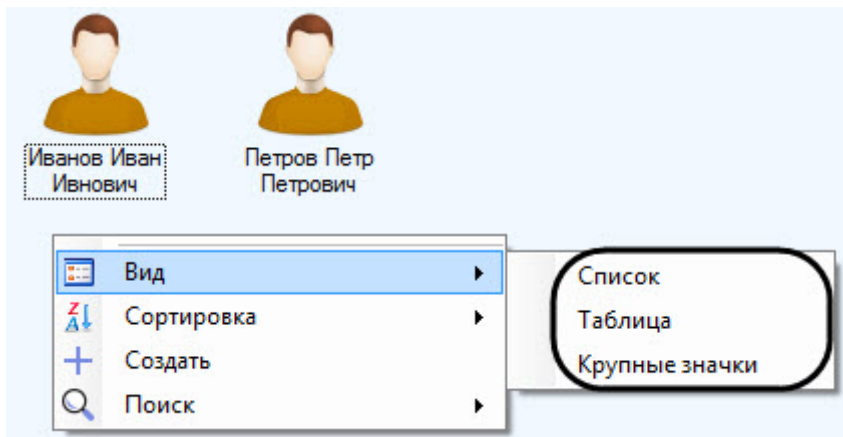 Иванов Иван
Ивнович
Петров Петр
Петрович
Вид
Сортировка
Создать
Поиск
Список
Таблица
Крупные значки